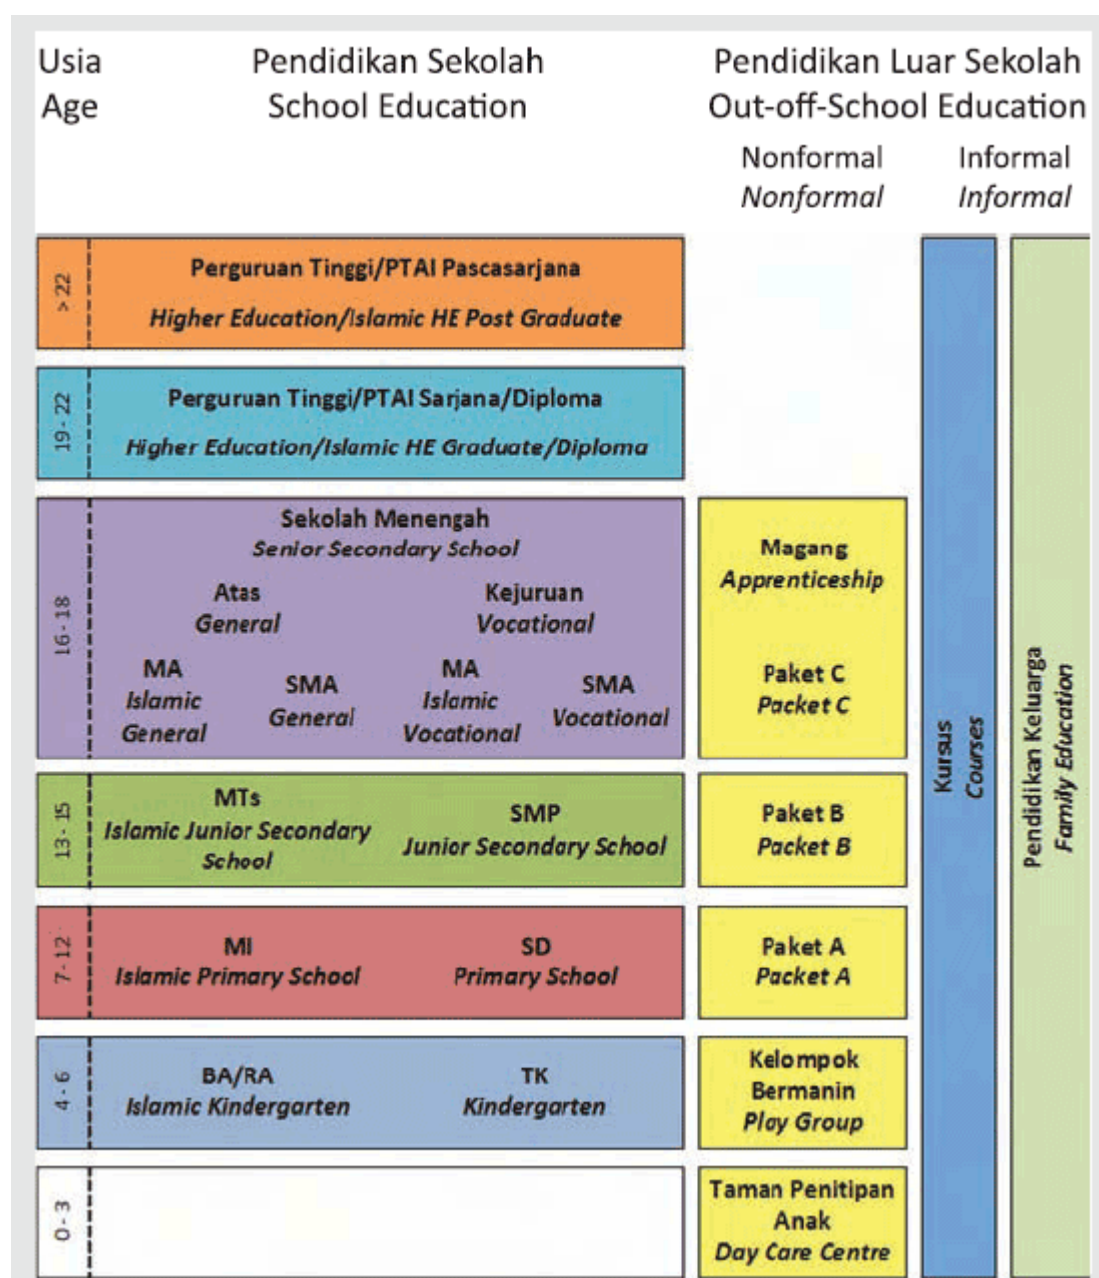 Usia
Age
Pendidikan Sekolah
School Education
Pendidikan Luar Sekolah
Out-off-School Education
Nonformal
Nonformal
Informal
Informal
> 22
Perguruan Tinggi/PTAI Pascasarjana
Higher Education/Islamic HE Post Graduate
19 - 22
Perguruan Tinggi/PTAI Sarjana/Diploma
Higher Education/Islamic HE Graduate/Diploma
16 - 18
Sekolah Menengah
Senior Secondary School
Atas
General
Kejuruan
Vocational
MA
Islamic
General
SMA
General
MA
Islamic
Vocational
SMA
Vocational
Magang
Apprenticeship
Paket C
Packet C
13 - 15
MTs
Islamic Junior Secondary
School
SMP
Junior Secondary School
Paket B
Packet B
7 - 12
MI
Islamic Primary School
SD
Primary School
Paket A
Packet A
4 - 6
BA/RA
Islamic Kindergarten
TK
Kindergarten
Kelompok
Bermanin
Play Group
0 - 3
Taman Penitipan
Anak
Day Care Centre
Kursus
Courses
Pendidikan Keluarga
Family Education